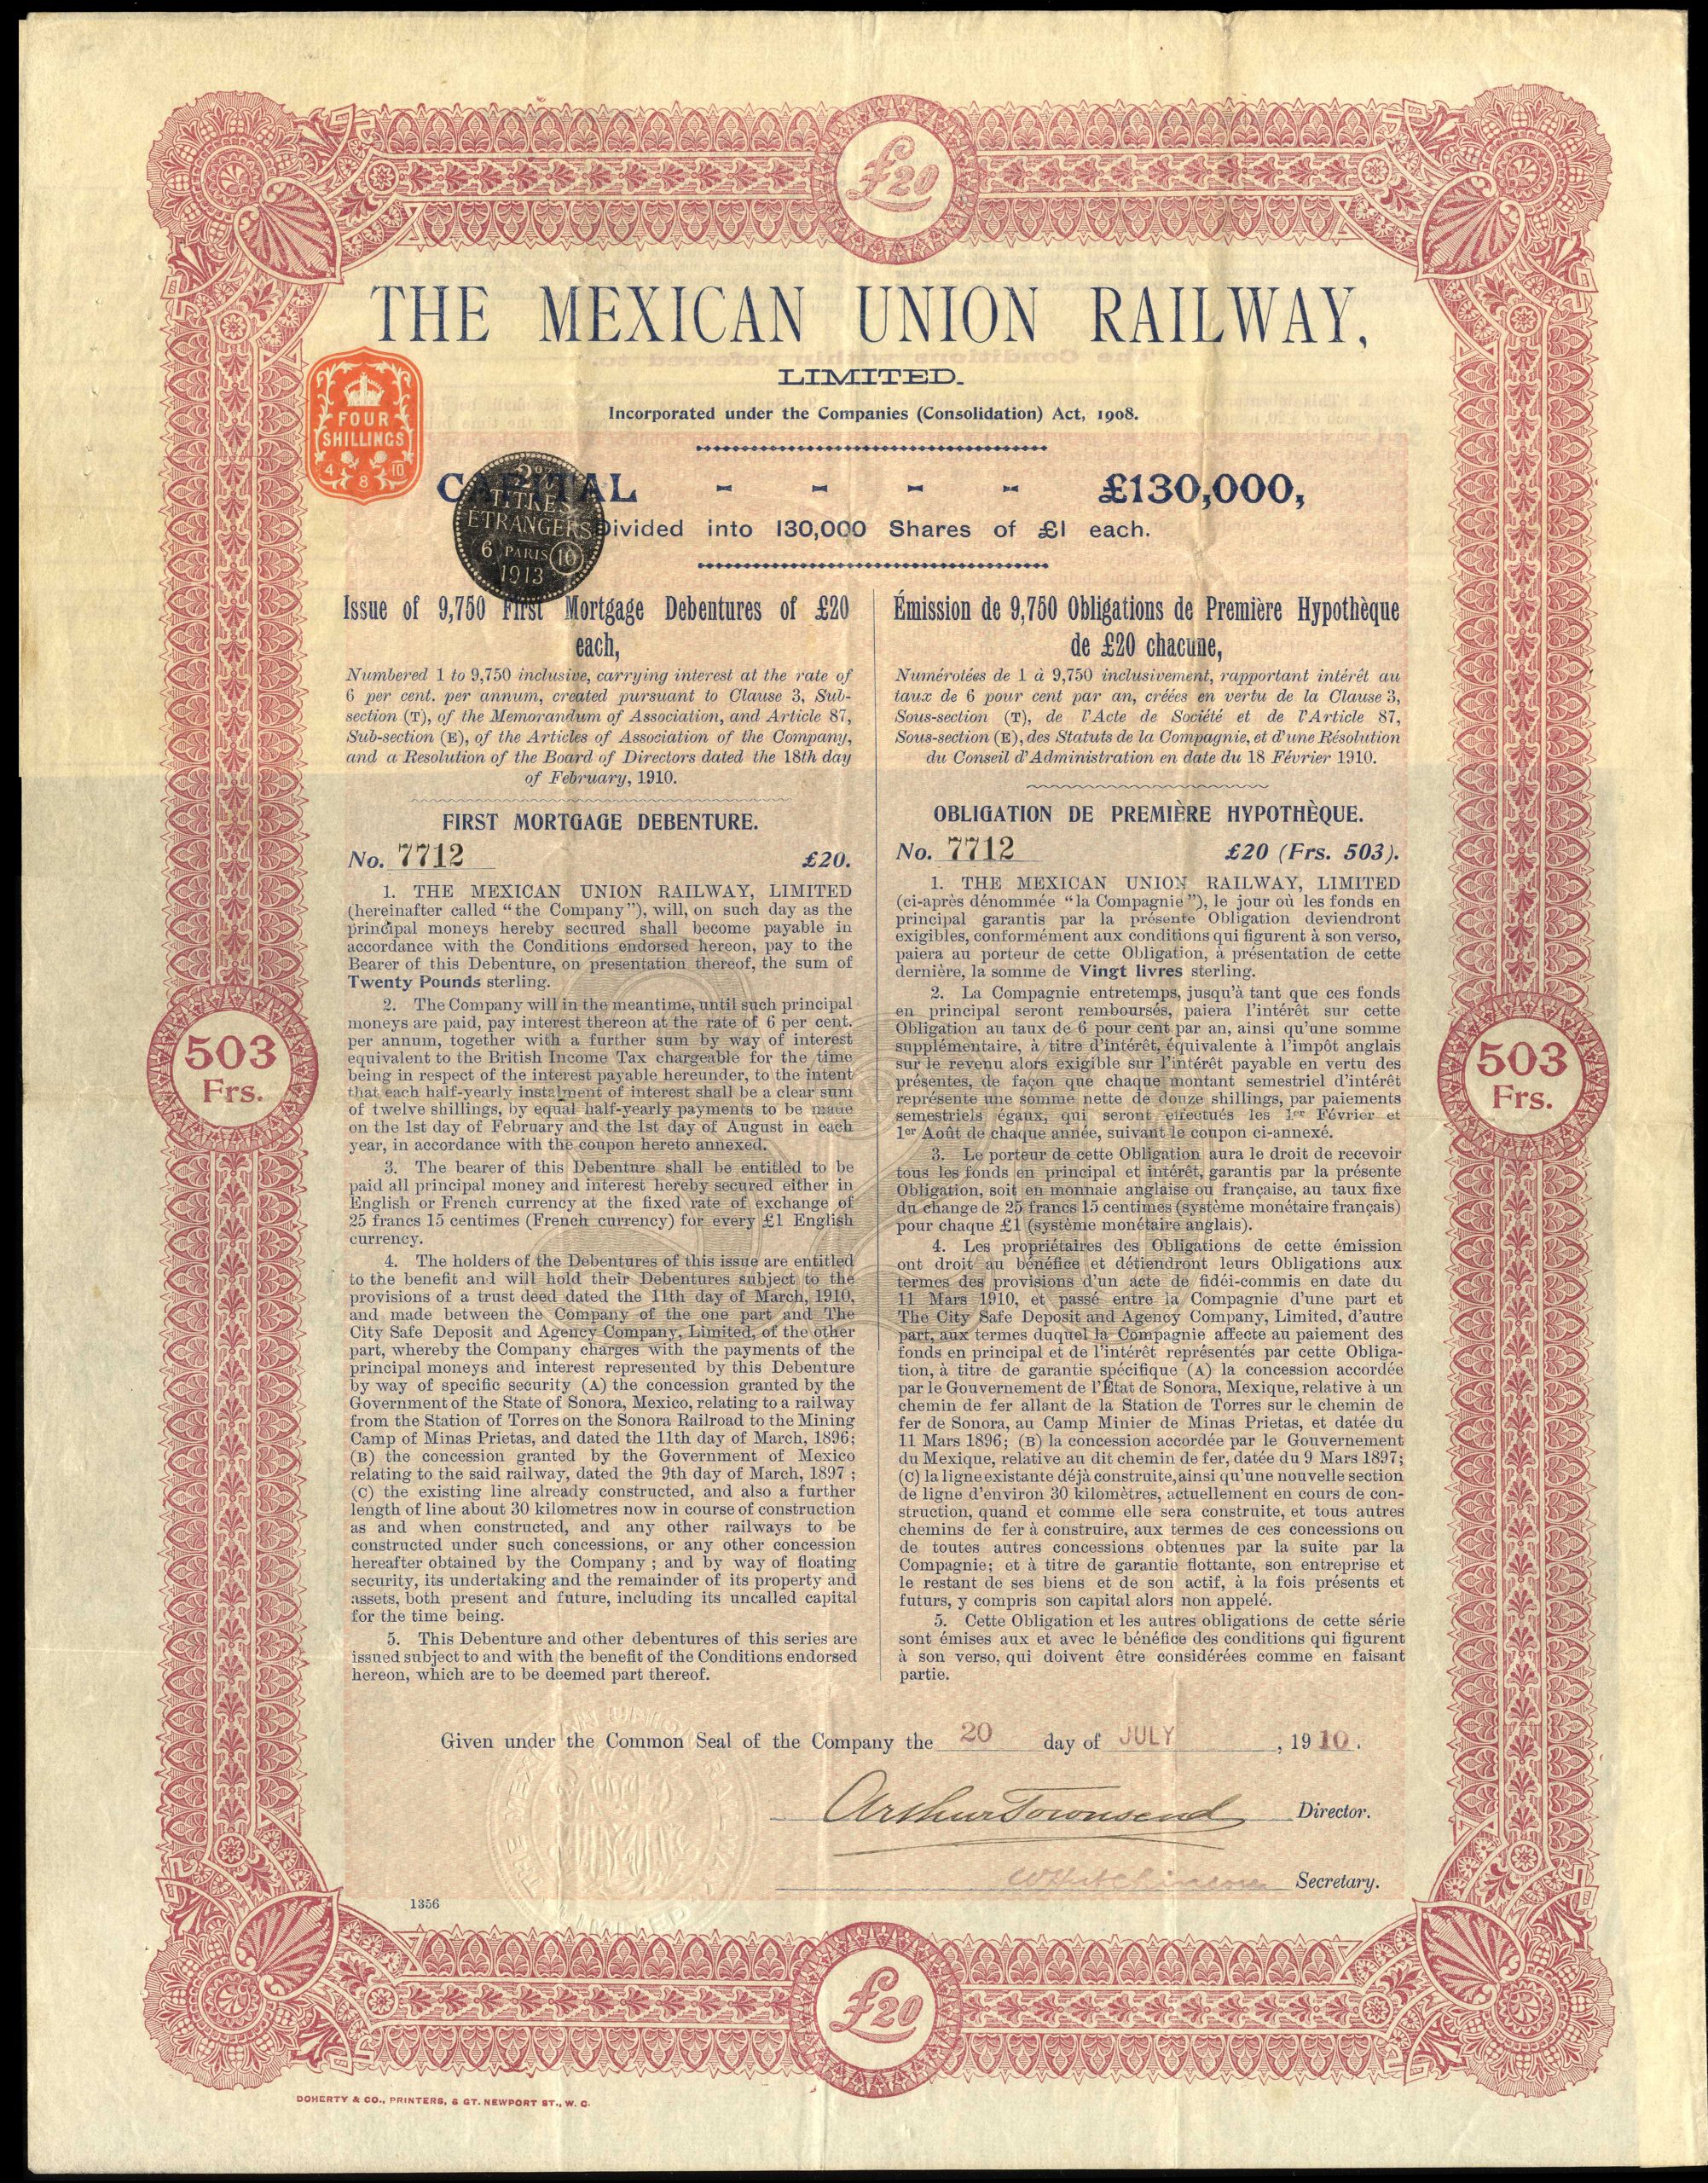 £20
THE MEXICAN UNION RAILWAY,
LIMITED.
Incorporated under the Companies (Consolidation) Act, 1908.
FOUR
SHILLINGS
4 10
8
CAPITAL - - - - £130,000,
Divided into 130,000 Shares of £1 each.
2%
TITRES
ETRANGERS
6 PARIS 10
1913
Issue of 9,750 First Mortgage Debentures of £20
each,
Numbered 1 to 9,750 inclusive, carrying interest at the rate of
6 per cent. per annum, created pursuant to Clause 3, Sub-
section (T), of the Memorandum of Association, and Article 87,
Sub-section (E), of the Articles of Association of the Company,
and a Resolution of the Board of Directors dated the 18th day
of February, 1910.
FIRST MORTGAGE DEBENTURE.
No. 7712 £20.
1. THE MEXICAN UNION RAILWAY, LIMITED
(hereinafter called "the Company"), will, on such day as the
principal moneys hereby secured shall become payable in
accordance with the Conditions endorsed hereon, pay to the
Bearer of this Debenture, on presentation thereof, the sum of
Twenty Pounds sterling.
2. The Company will in the meantime, until such principal
moneys are paid, pay interest thereon at the rate of 6 per cent.
per annum, together with a further sum by way of interest
equivalent to the British Income Tax chargeable for the time
being in respect of the interest payable hereunder, to the intent
that each half-yearly instalment of interest shall be a clear sum
of twelve shillings, by equal half-yearly payments to be made
on the 1st day of February and the 1st day of August in each
year, in accordance with the coupon hereto annexed.
3. The bearer of this Debenture shall be entitled to be
paid all principal money and interest hereby secured either in
English or French currency at the fixed rate of exchange of
25 francs 15 centimes (French currency) for every £1 English
currency.
4. The holders of the Debentures of this issue are entitled
to the benefit and will hold their Debentures subject to the
provisions of a trust deed dated the 11th day of March, 1910,
and made between the Company of the one part and The
City Safe Deposit and Agency Company, Limited, of the other
part, whereby the Company charges with the payments of the
principal moneys and interest represented by this Debenture
by way of specific security (A) the concession granted by the
Government of the State of Sonora, Mexico, relating to a railway
from the Station of Torres on the Sonora Railroad to the Mining
Camp of Minas Prietas, and dated the 11th day of March, 1896;
(B) the concession granted by the Government of Mexico
relating to the said railway, dated the 9th day of March, 1897 ;
(C) the existing line already constructed, and also a further
length of line about 30 kilometres now in course of construction
as and when constructed, and any other railways to be
constructed under such concessions, or any other concession
hereafter obtained by the Company ; and by way of floating
security, its undertaking and the remainder of its property and
assets, both present and future, including its uncalled capital
for the time being.
5. This Debenture and other debentures of this series are
issued subject to and with the benefit of the Conditions endorsed
hereon, which are to be deemed part thereof.
Émission de 9,750 Obligations de Première Hypothèque
de £20 chacune,
Numérotées de 1 à 9,750 inclusivement, rapportant intérêt au
taux de 6 pour cent par an, créées en vertu de la Clause 3,
Sous-section (T), de l'Acte de Société et de l'Article 87,
Sous-section (E), des Statuts de la Compagnie, et d'une Résolution
du Conseil d'Administration en date du 18 Février 1910.
OBLIGATION DE PREMIÈRE HYPOTHÈQUE.
No. 7712 £20 (Frs. 503).
1. THE MEXICAN UNION RAILWAY, LIMITED
(ci-après dénommée "la Compagnie"), le jour où les fonds en
principal garantis par la présente Obligation deviendront
exigibles, conformément aux conditions qui figurent à son verso,
paiera au porteur de cette Obligation, à présentation de cette
dernière, la somme de Vingt livres sterling.
2. La Compagnie entretemps, jusqu'à tant que ces fonds
en principal seront remboursés, paiera l'intérêt sur cette
Obligation au taux de 6 pour cent par an, ainsi qu'une somme
supplémentaire, à titre d'intérêt, équivalente à l'impôt anglais
sur le revenu alors exigible sur l'intérêt payable en vertu des
présentes, de façon que chaque montant semestriel d'intérêt
représente une somme nette de douze shillings, par paiements
semestriels égaux, qui seront effectués les 1er Février et
1er Août de chaque année, suivant le coupon ci-annexé.
3. Le porteur de cette Obligation aura le droit de recevoir
tous les fonds en principal et intérêt, garantis par la présente
Obligation, soit en monnaie anglaise ou française, au taux fixe
du change de 25 francs 15 centimes (système monétaire français)
pour chaque £1 (système monétaire anglais).
4. Les propriétaires des Obligations de cette émission
ont droit au bénéfice et détiendront leurs Obligations aux
termes des provisions d'un acte de fidéi-commis en date du
11 Mars 1910, et passé entre la Compagnie d'une part et
The City Safe Deposit and Agency Company, Limited, d'autre
part, aux termes duquel la Compagnie affecte au paiement des
fonds en principal et de l'intérêt représentés par cette Obliga-
tion, à titre de garantie spécifique (A) la concession accordée
par le Gouvernement de l'État de Sonora, Mexique, relative à un
chemin de fer allant de la Station de Torres sur le chemin de
fer de Sonora, au Camp Minier de Minas Prietas, et datée du
11 Mars 1896; (B) la concession accordée par le Gouvernement
du Mexique, relative au dit chemin de fer, datée du 9 Mars 1897;
(C) la ligne existante déjà construite, ainsi qu'une nouvelle section
de ligne d'environ 30 kilomètres, actuellement en cours de con-
struction, quand et comme elle sera construite, et tous autres
chemins de fer à construire, aux termes de ces concessions ou
de toutes autres concessions obtenues par la suite par la
Compagnie; et à titre de garantie flottante, son entreprise et
le restant de ses biens et de son actif, à la fois présents et
futurs, y compris son capital alors non appelé.
5. Cette Obligation et les autres obligations de cette série
sont émises aux et avec le bénéfice des conditions qui figurent
à son verso, qui doivent être considérées comme en faisant
partie.
503
Frs.
503
Frs.
£20
Given under the Common Seal of the Company the 20 day of JULY, 1910.
Arthur Townsend Director.
W Hutchinson Secretary.
1356
£20
DOHERTY & CO., PRINTERS, 6 GT. NEWPORT ST., W. C.